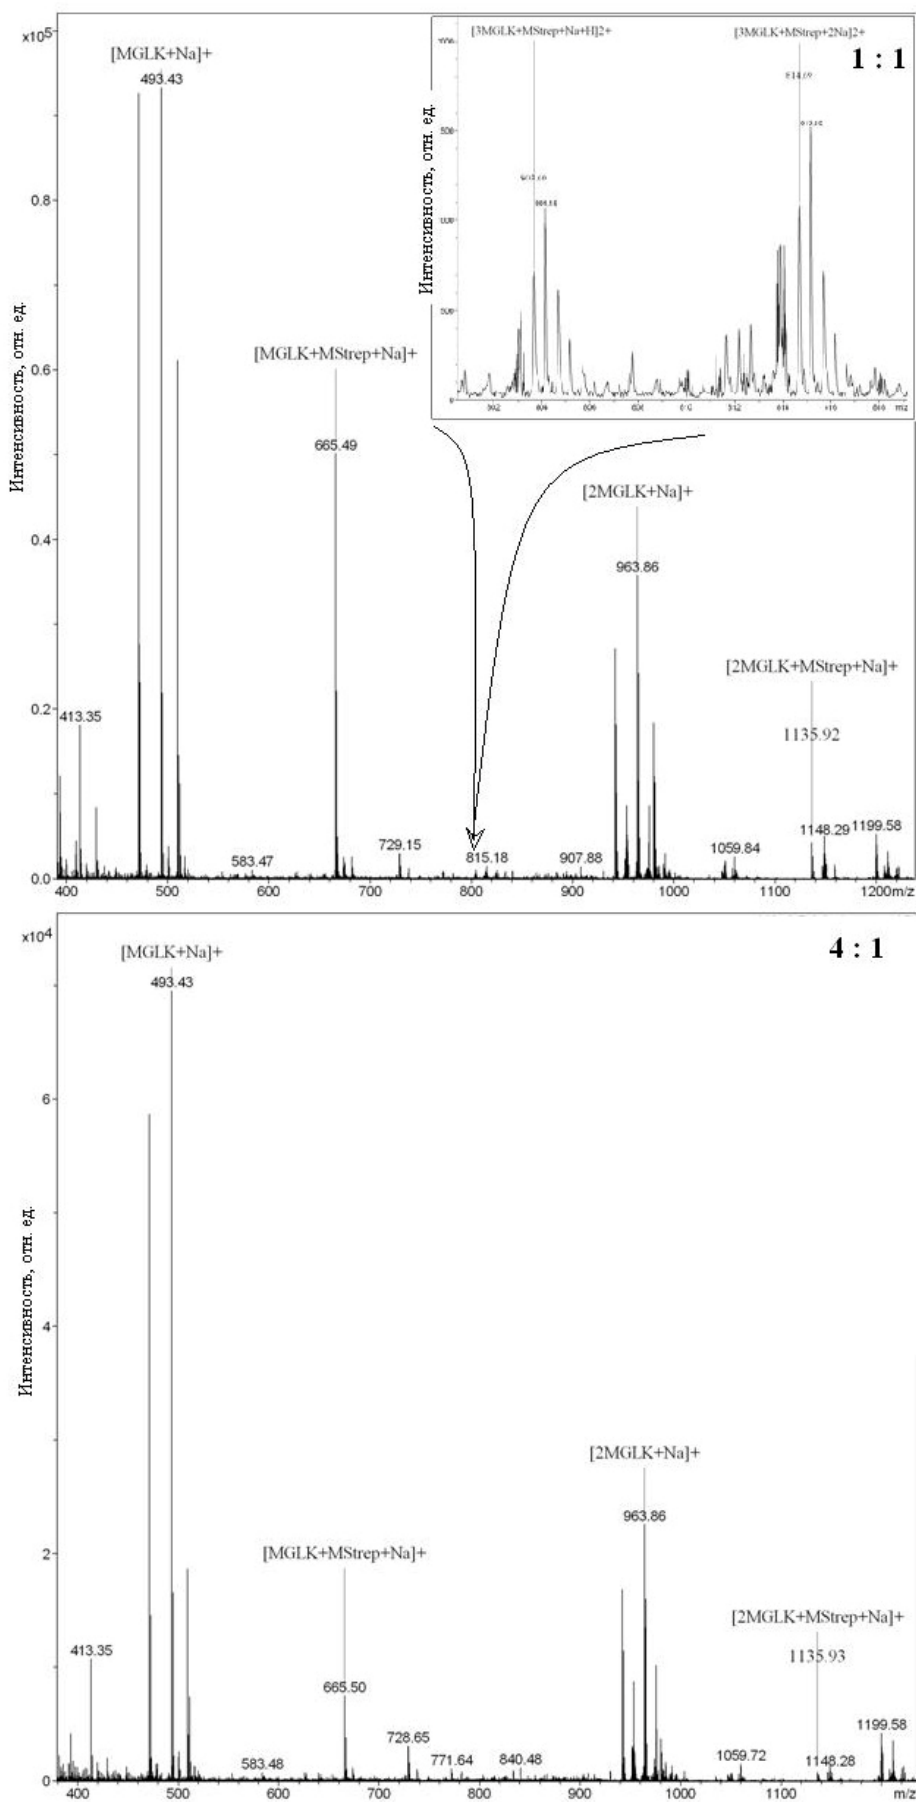 x10⁵
[MGLK+Na]+
493.43
0.8
Интенсивность, отн. ед.
0.6
[MGLK+MStrep+Na]+
665.49
[3MGLK+MStrep+Na+H]2+
[3MGLK+MStrep+2Na]2+
1 : 1
Интенсивность, отн. ед.
[2MGLK+Na]+
963.86
0.4
[2MGLK+MStrep+Na]+
1135.92
0.2
413.35
583.47
729.15
815.18
907.88
1059.84
1148.29
1199.58
0.0
400 500 600 700 800 900 1000 1100 1200 m/z
x10⁴
[MGLK+Na]+
493.43
4 : 1
6
Интенсивность, отн. ед.
4
[2MGLK+Na]+
963.86
2
[MGLK+MStrep+Na]+
665.50
[2MGLK+MStrep+Na]+
1135.93
413.35
583.48
728.65
771.64
840.48
1059.72
1148.28
1199.58
0
400 500 600 700 800 900 1000 1100 m/z